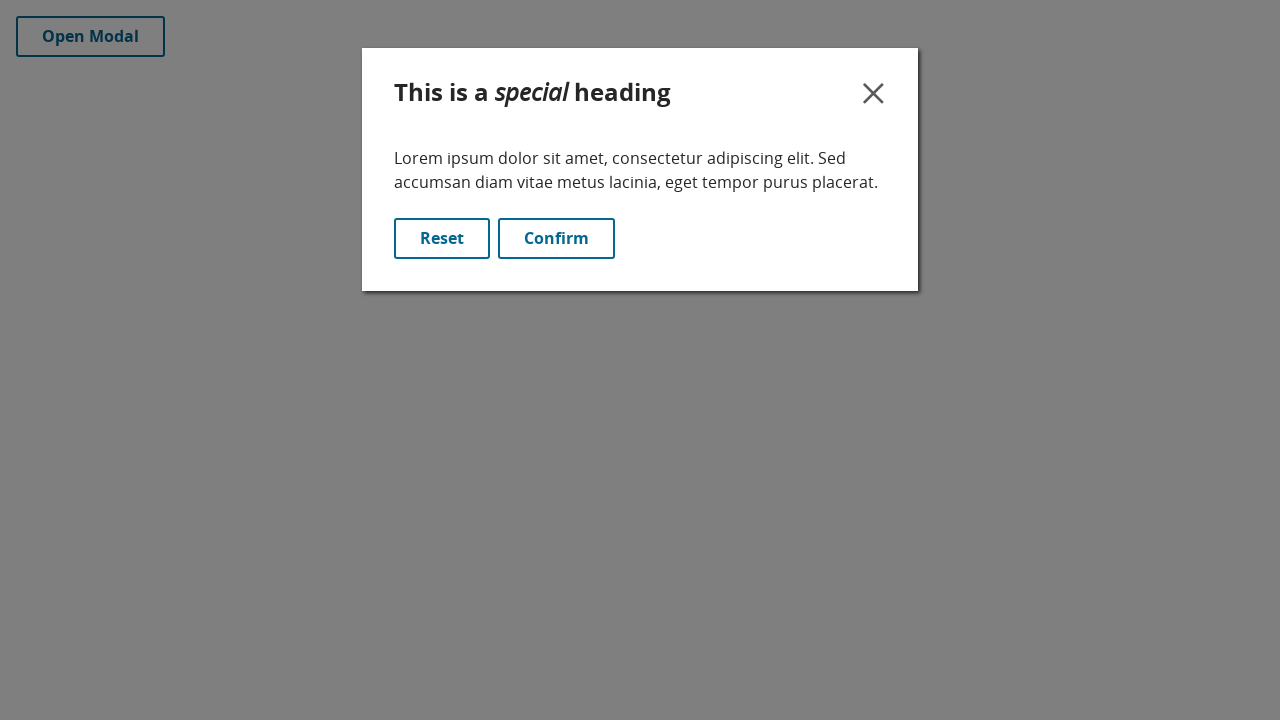 Open Modal
This is a special heading
Lorem ipsum dolor sit amet, consectetur adipiscing elit. Sed
accumsan diam vitae metus lacinia, eget tempor purus placerat.
Reset Confirm